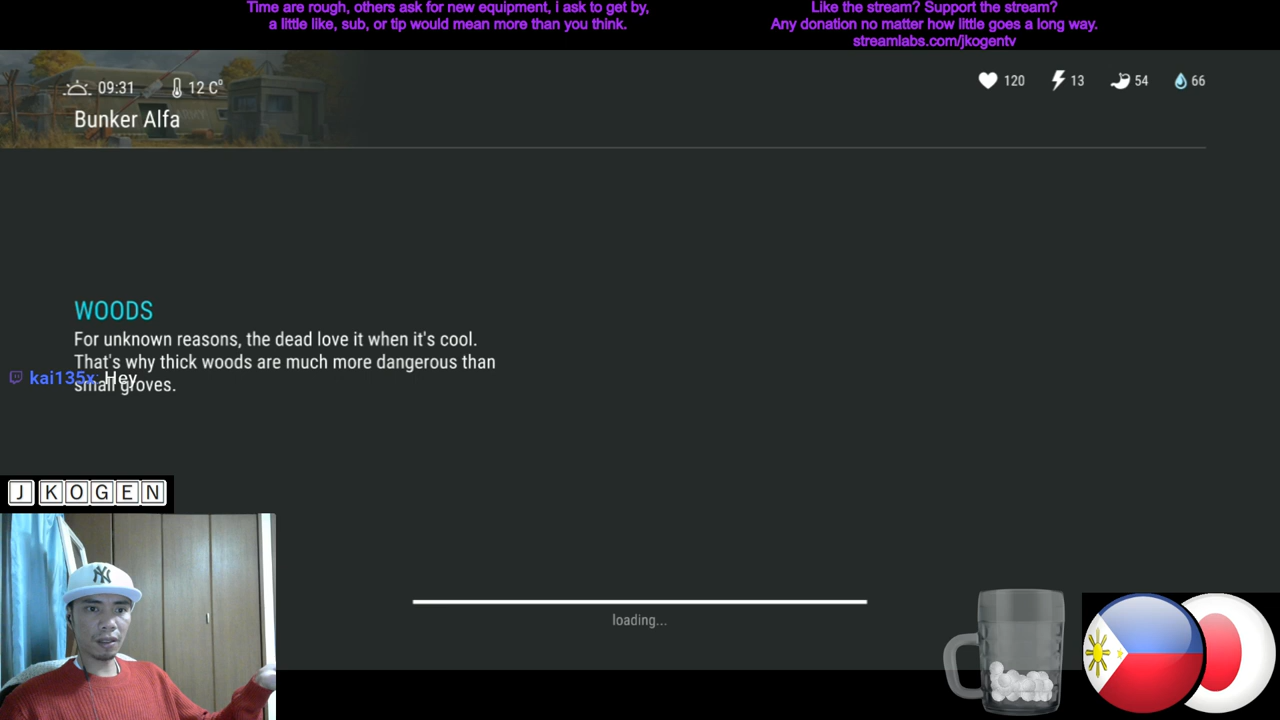 Time are rough, others ask for new equipment, i ask to get by,
a little like, sub, or tip would mean more than you think.
Like the stream? Support the stream?
Any donation no matter how little goes a long way.
streamlabs.com/jkogentv
09:31
12 C°
120
13
54
66
Bunker Alfa
WOODS
For unknown reasons, the dead love it when it's cool.
That's why thick woods are much more dangerous than
small groves.
kai135x: Hey
J KOGEN
NY
loading...